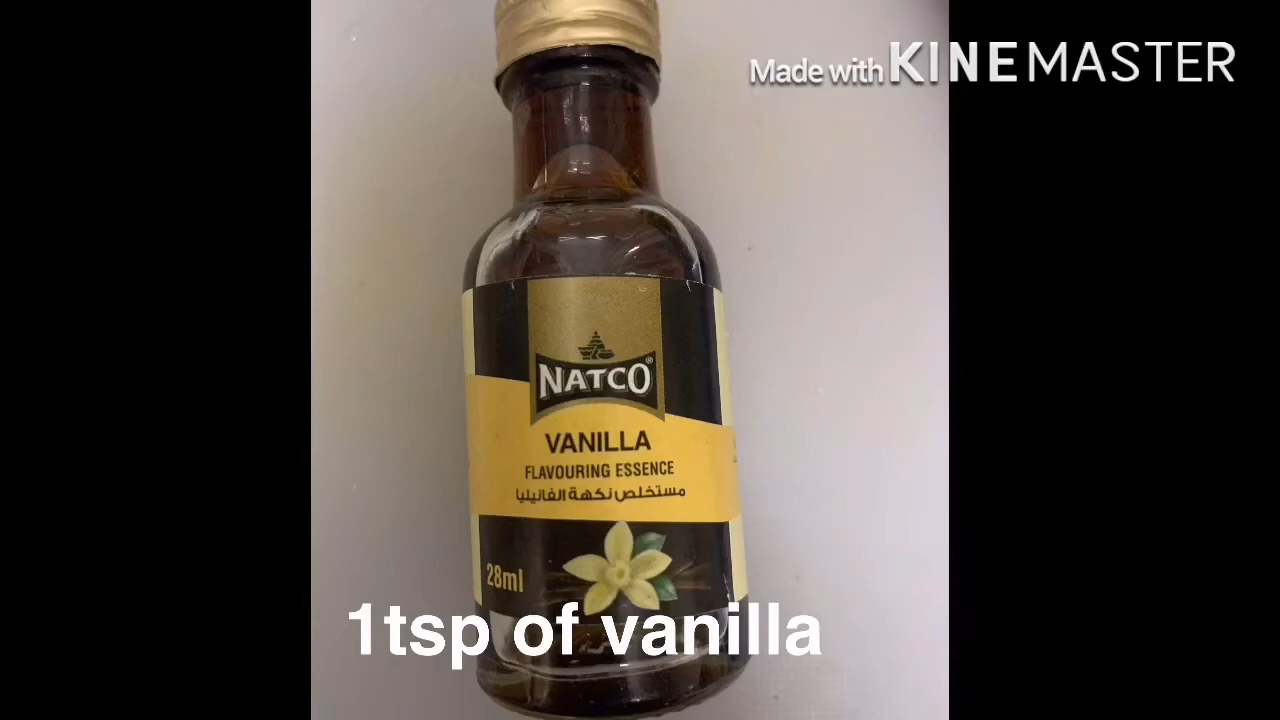 Made with KINEMASTER
NATCO®
VANILLA
FLAVOURING ESSENCE
مستخلص نكهة الفانيليا
28ml
1tsp of vanilla